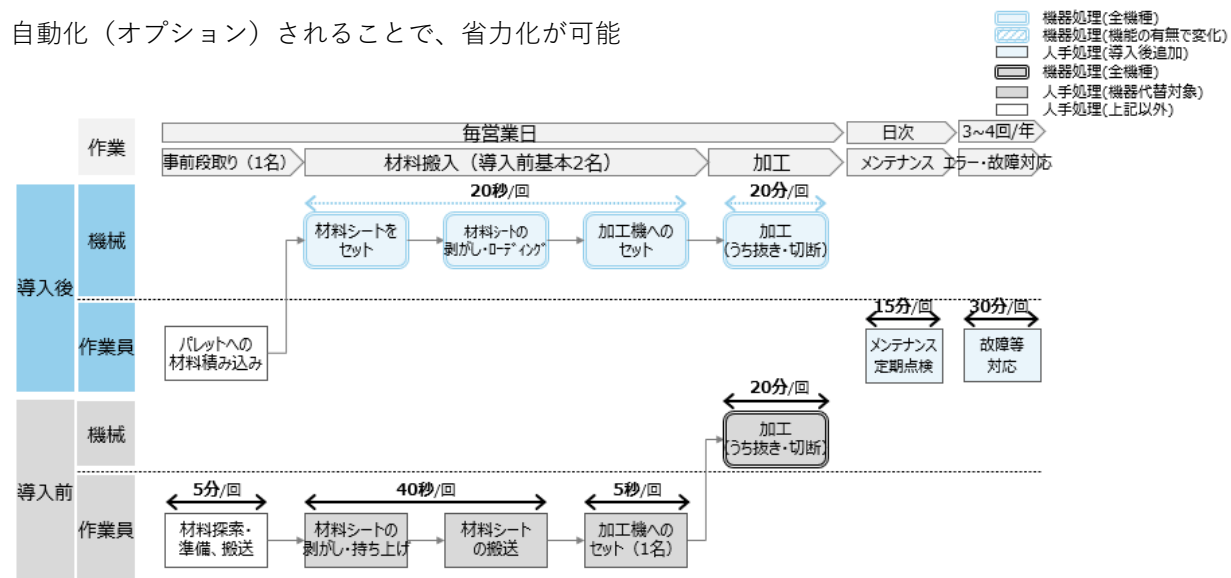 自動化（オプション）されることで、省力化が可能
機器処理(全機種)
機器処理(機能の有無で変化)
人手処理(導入後追加)
機器処理(全機種)
人手処理(機器代替対象)
人手処理(上記以外)
作業
毎営業日
日次
3~4回/年
事前段取り（1名）
材料搬入（導入前基本2名）
加工
メンテナンス
エラー・故障対応
導入後
機械
20秒/回
20分/回
材料シートを
セット
材料ｼｰﾄの
剥がし・ﾛｰﾃﾞｨﾝｸﾞ
加工機への
セット
加工
(うち抜き・切断)
作業員
パレットへの
材料積み込み
15分/回
30分/回
メンテナンス
定期点検
故障等
対応
導入前
機械
20分/回
加工
(うち抜き・切断)
作業員
5分/回
40秒/回
5秒/回
材料探索・
準備、搬送
材料シートの
剥がし・持ち上げ
材料シート
の搬送
加工機への
セット（1名）